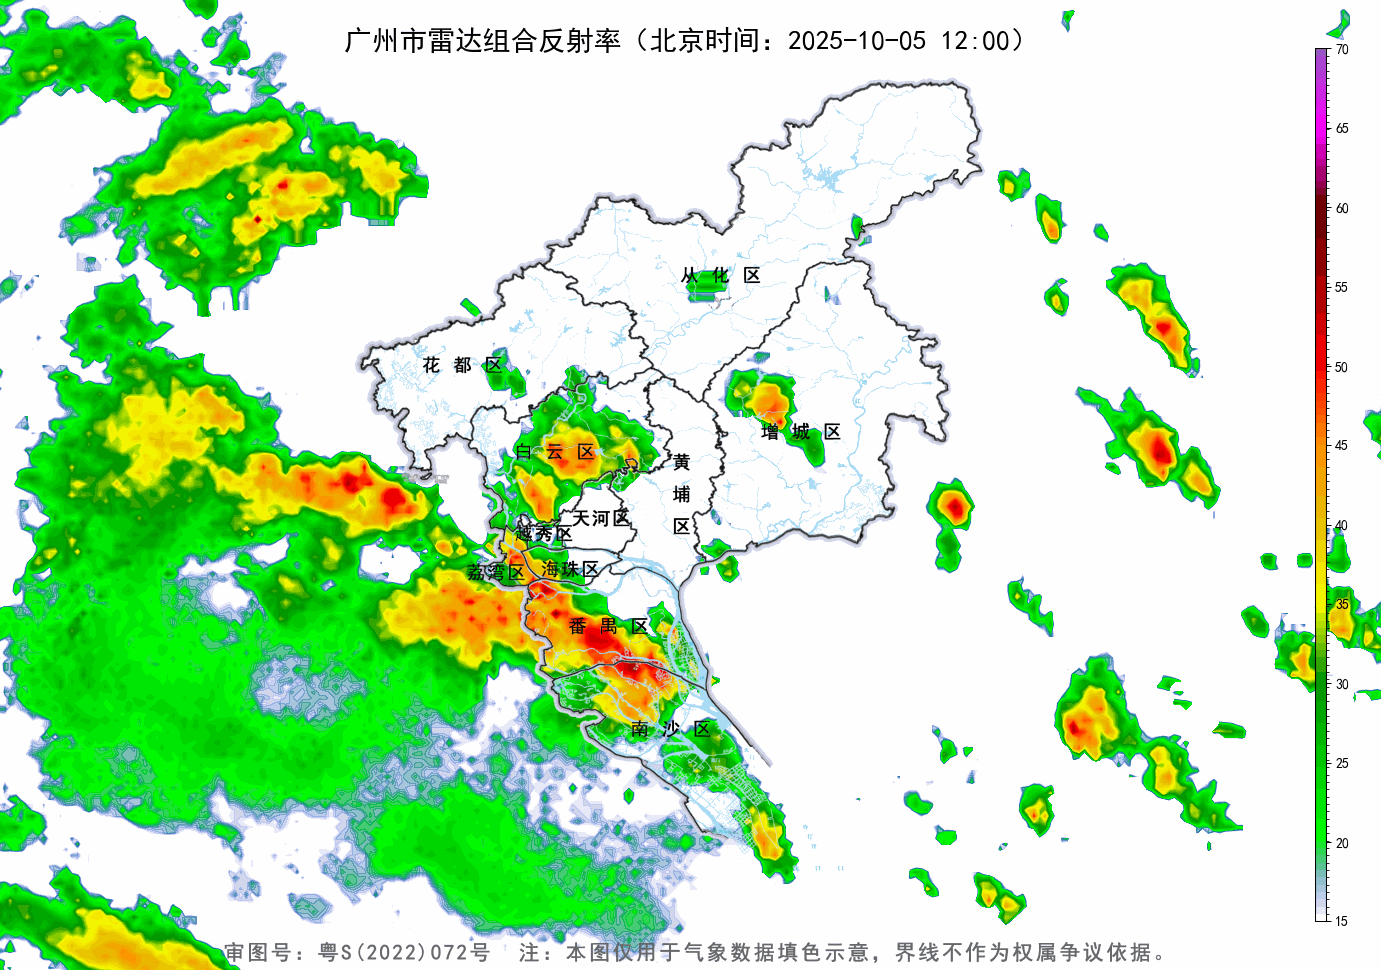 广州市雷达组合反射率（北京时间：2025-10-05 12:00）
70
65
60
55
50
45
40
35
30
25
20
15
从化区
花都区
增城区
白云区
黄埔区
天河区
越秀区
荔湾区
海珠区
番禺区
南沙区
审图号：粤S(2022)072号 注：本图仅用于气象数据填色示意，界线不作为权属争议依据。